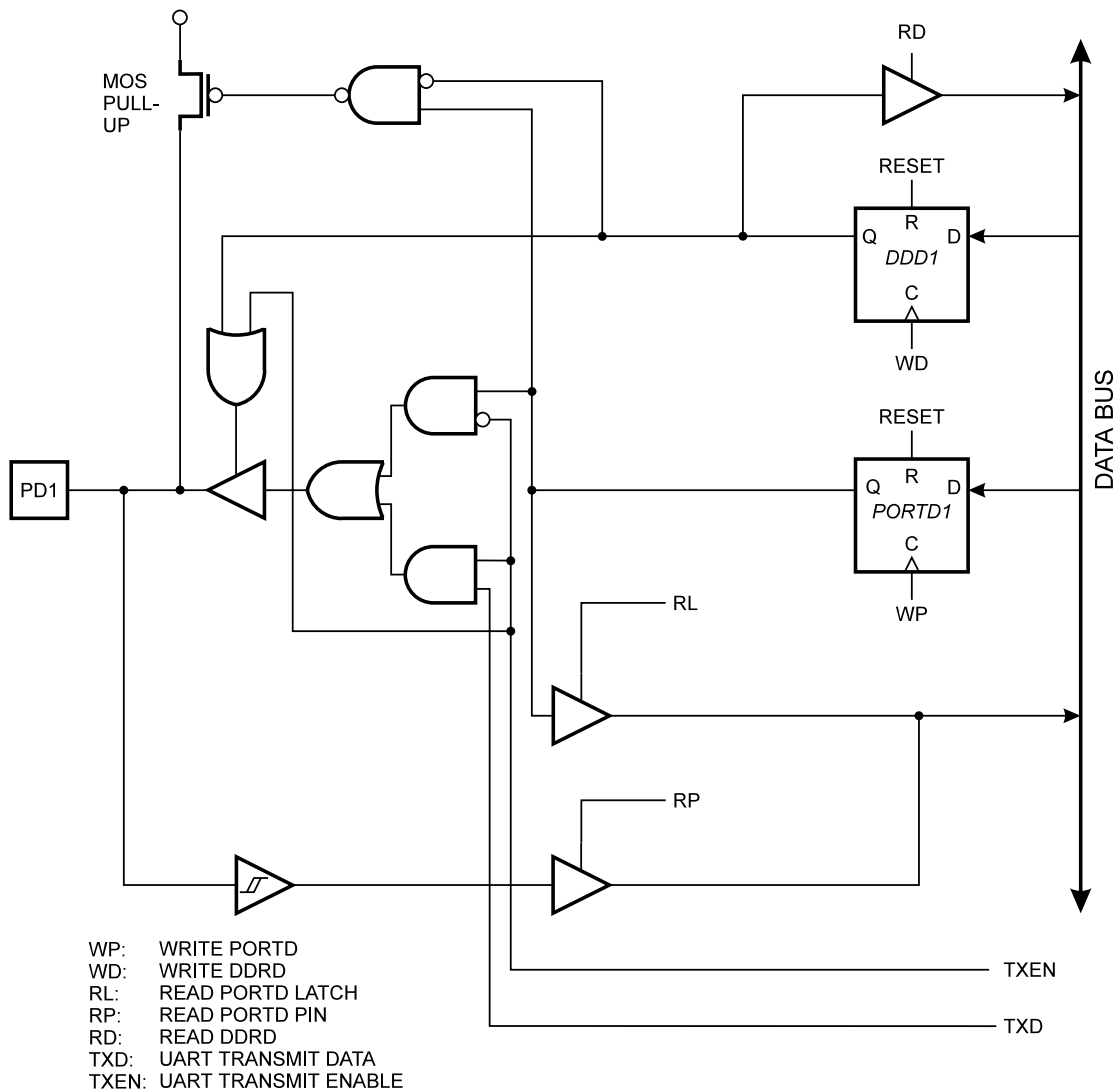 RD
MOS
PULL-
UP
RESET
R
Q
D
DDD1
C
WD
DATA BUS
RESET
R
PD1
Q
D
PORTD1
C
WP
RL
RP
WP: WRITE PORTD
WD: WRITE DDRD
RL: READ PORTD LATCH
RP: READ PORTD PIN
RD: READ DDRD
TXD: UART TRANSMIT DATA
TXEN: UART TRANSMIT ENABLE
TXEN
TXD